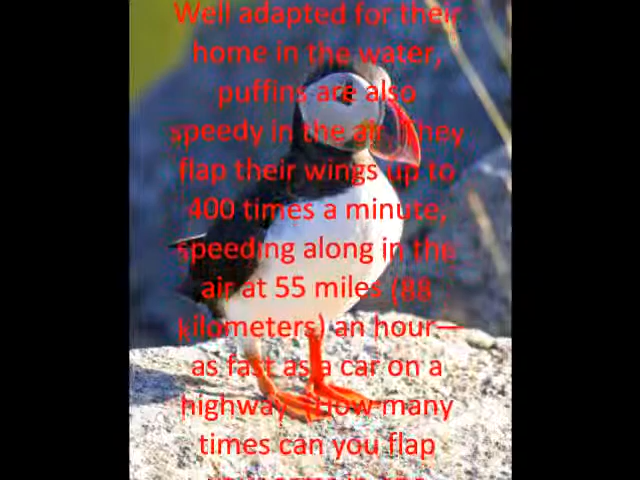 Well adapted for their
home in the water,
puffins are also
speedy in the air. They
flap their wings up to
400 times a minute,
speeding along in the
air at 55 miles (88
kilometers) an hour—
as fast as a car on a
highway. (How many
times can you flap